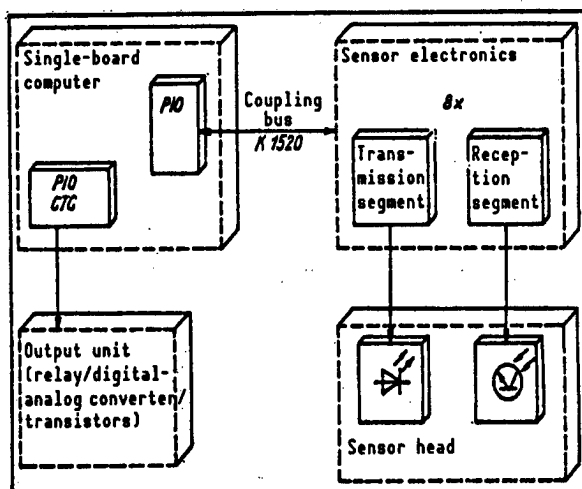 Single-board
computer
PIO
PIO
CTC
Coupling
bus
K 1520
Sensor electronics
8x
Trans-
mission
segment
Recep-
tion
segment
Output unit
(relay/digital-
analog converter/
transistors)
Sensor head